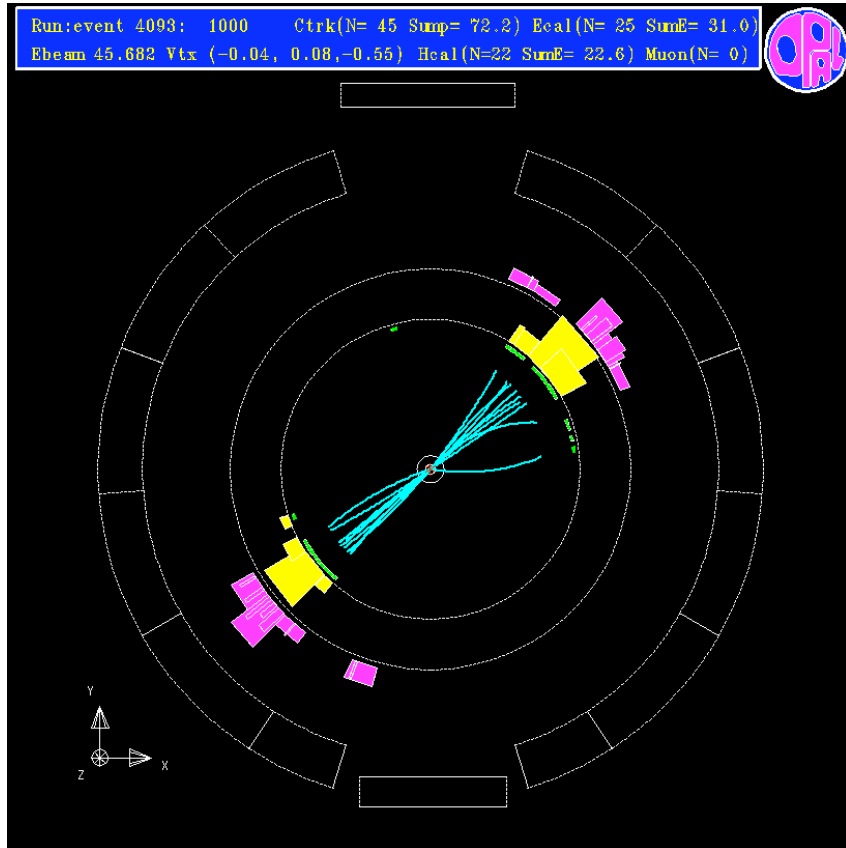 Run:event 4093: 1000 Ctrk(N= 45 Sump= 72.2) Ecal(N= 25 SumE= 31.0)
Ebeam 45.682 Vtx (-0.04, 0.08,-0.55) Hcal(N=22 SumE= 22.6) Muon(N= 0)
OPAL
Y
Z X